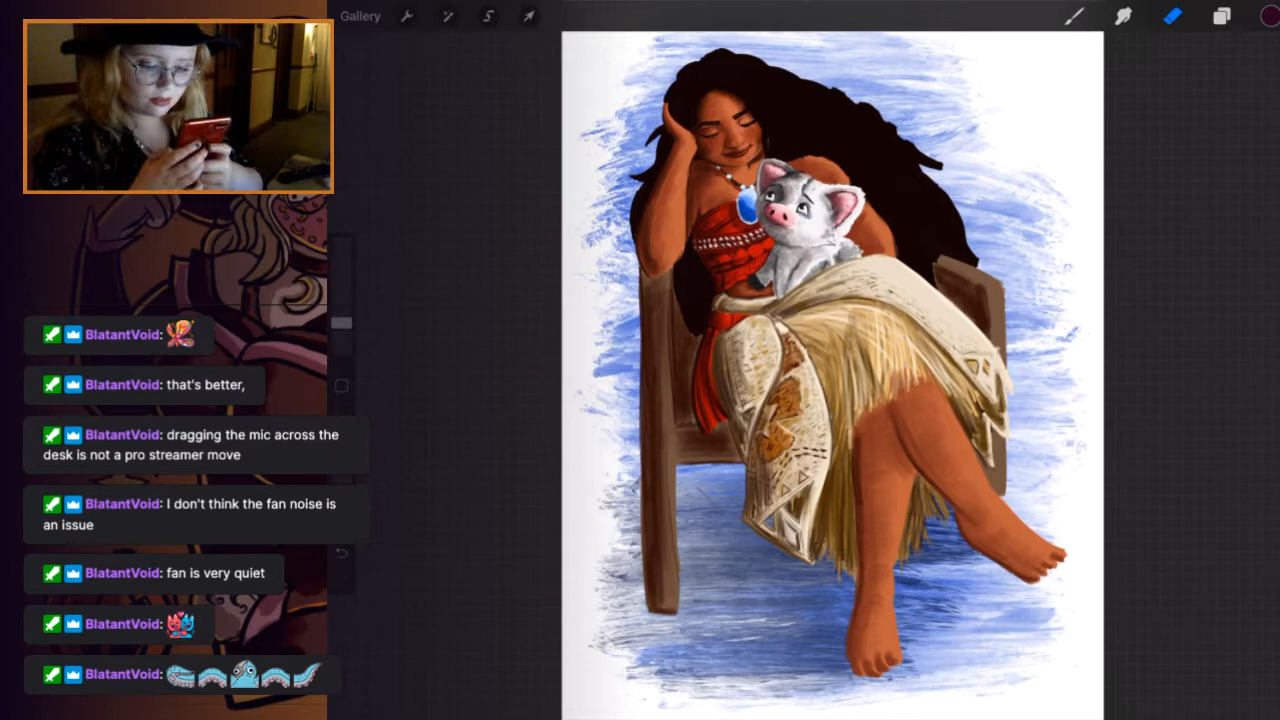 Gallery
BlatantVoid:
BlatantVoid: that's better,
BlatantVoid: dragging the mic across the
desk is not a pro streamer move
BlatantVoid: I don't think the fan noise is
an issue
BlatantVoid: fan is very quiet
BlatantVoid:
BlatantVoid: